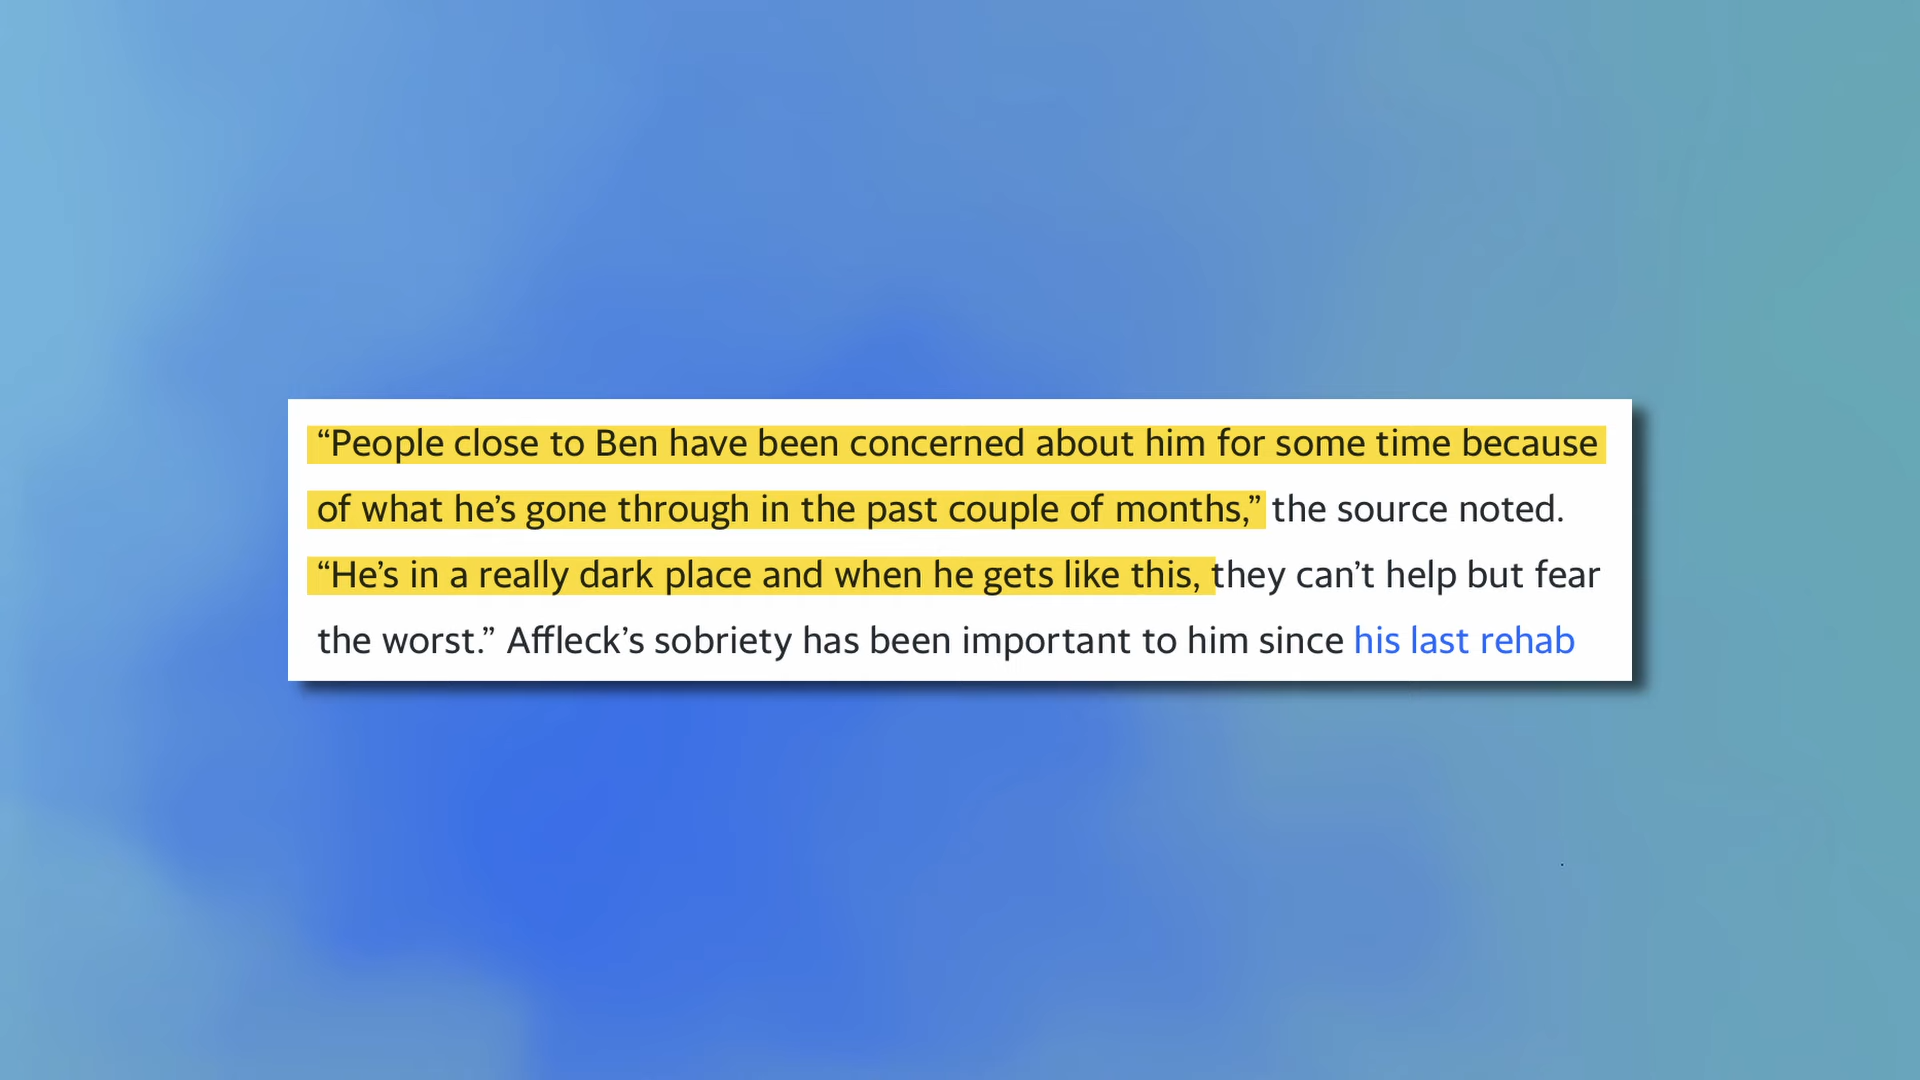 “People close to Ben have been concerned about him for some time because
of what he’s gone through in the past couple of months,” the source noted.
“He’s in a really dark place and when he gets like this, they can’t help but fear
the worst.” Affleck’s sobriety has been important to him since his last rehab